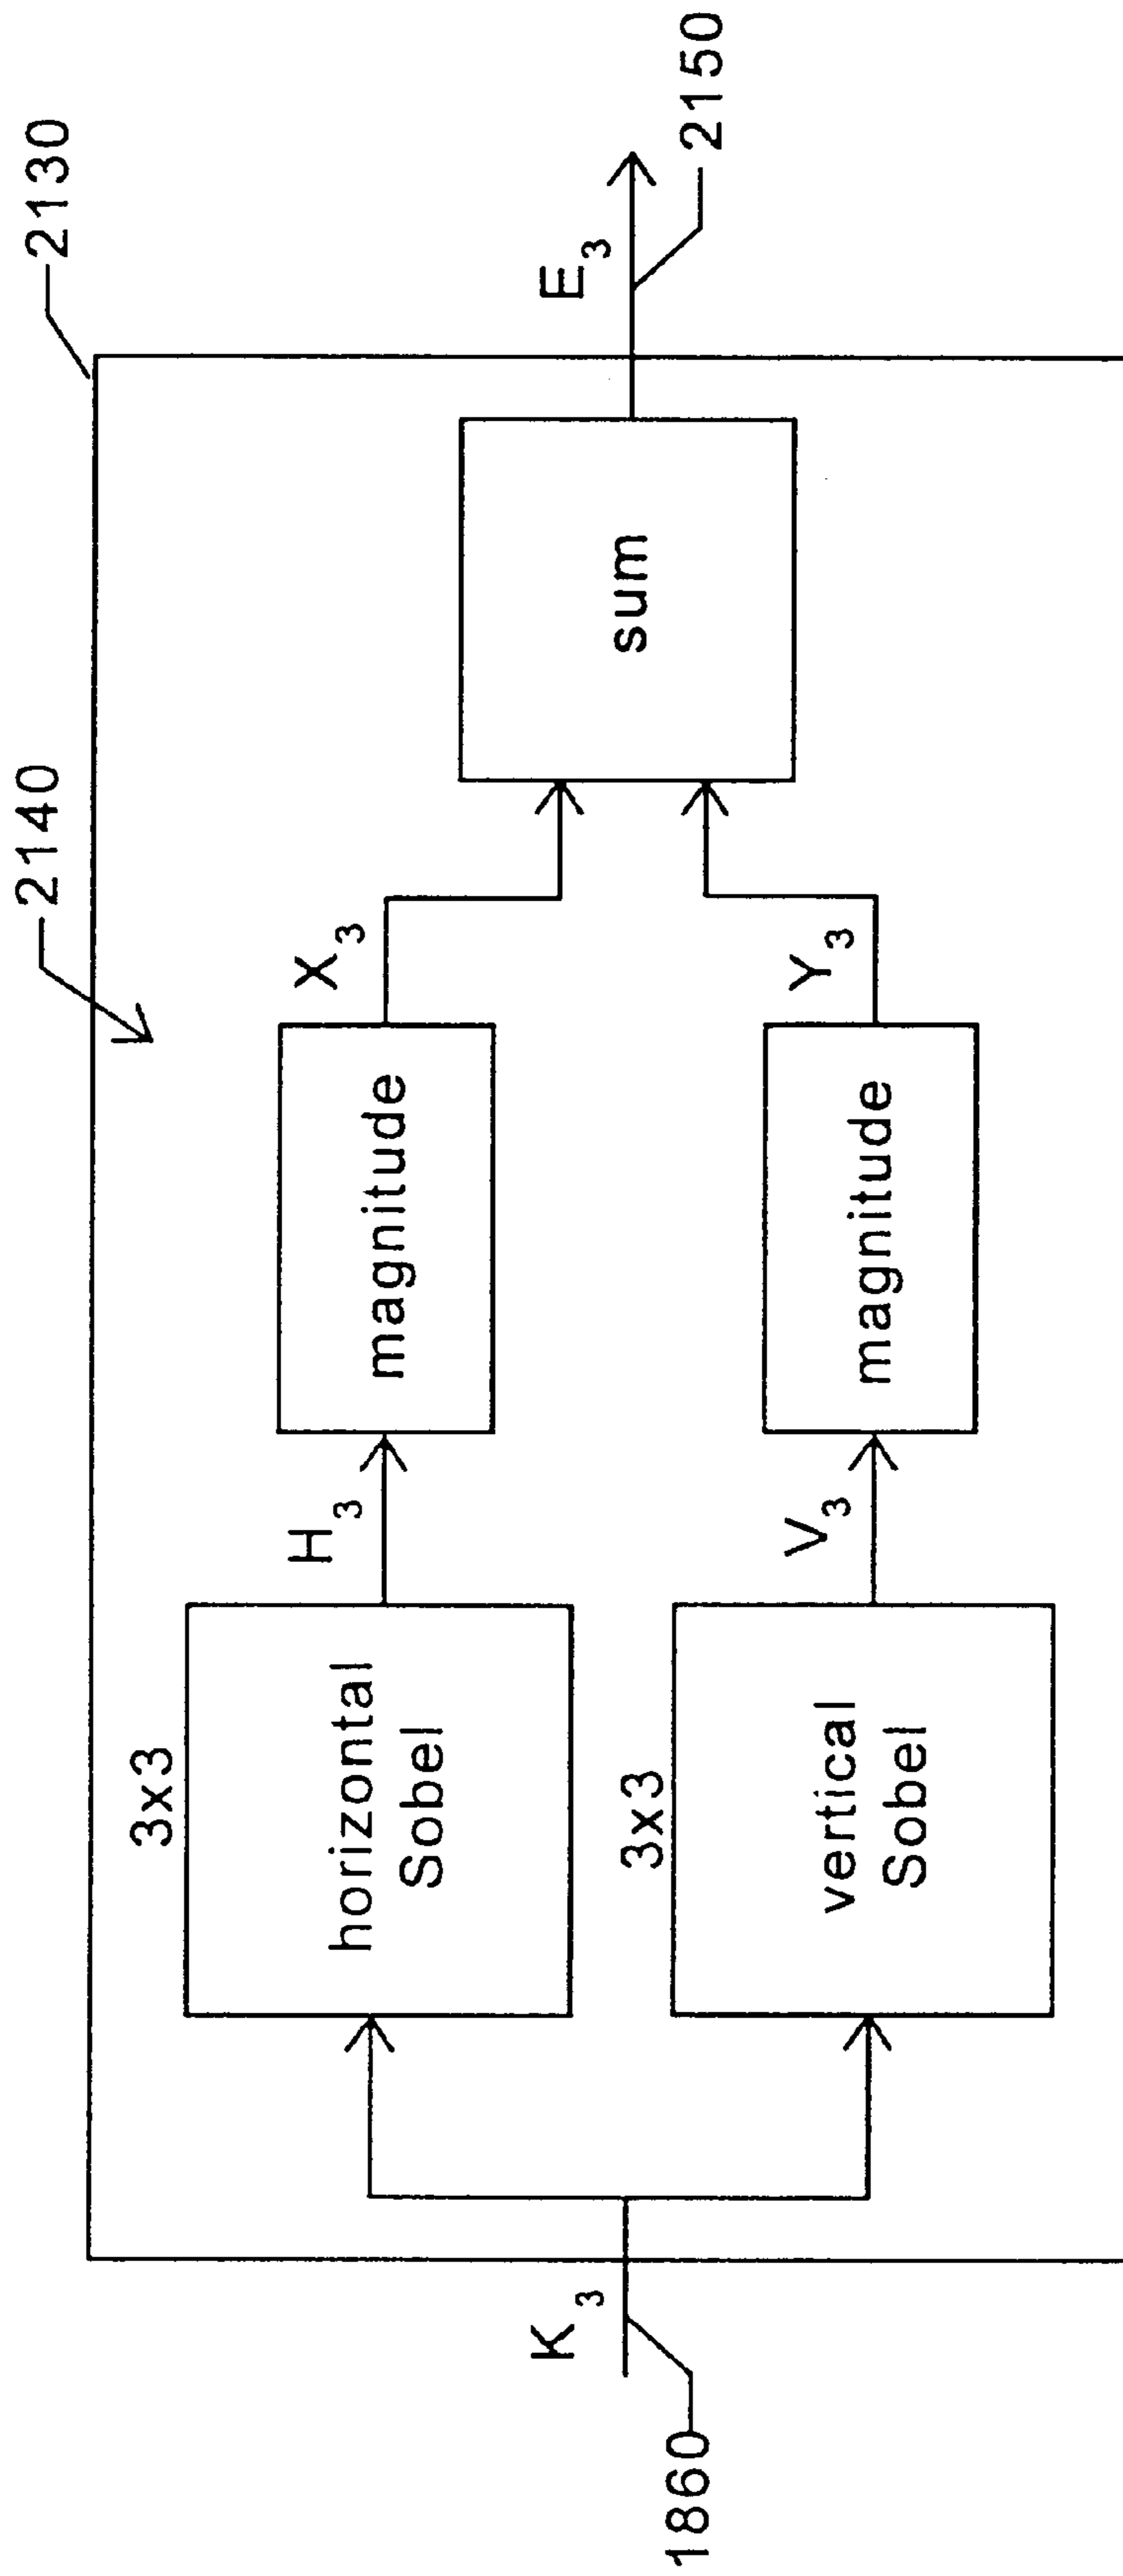 2130
2140
3x3
horizontal
Sobel
H3
magnitude
X3
K3
1860
sum
E3
2150
3x3
vertical
Sobel
V3
magnitude
Y3